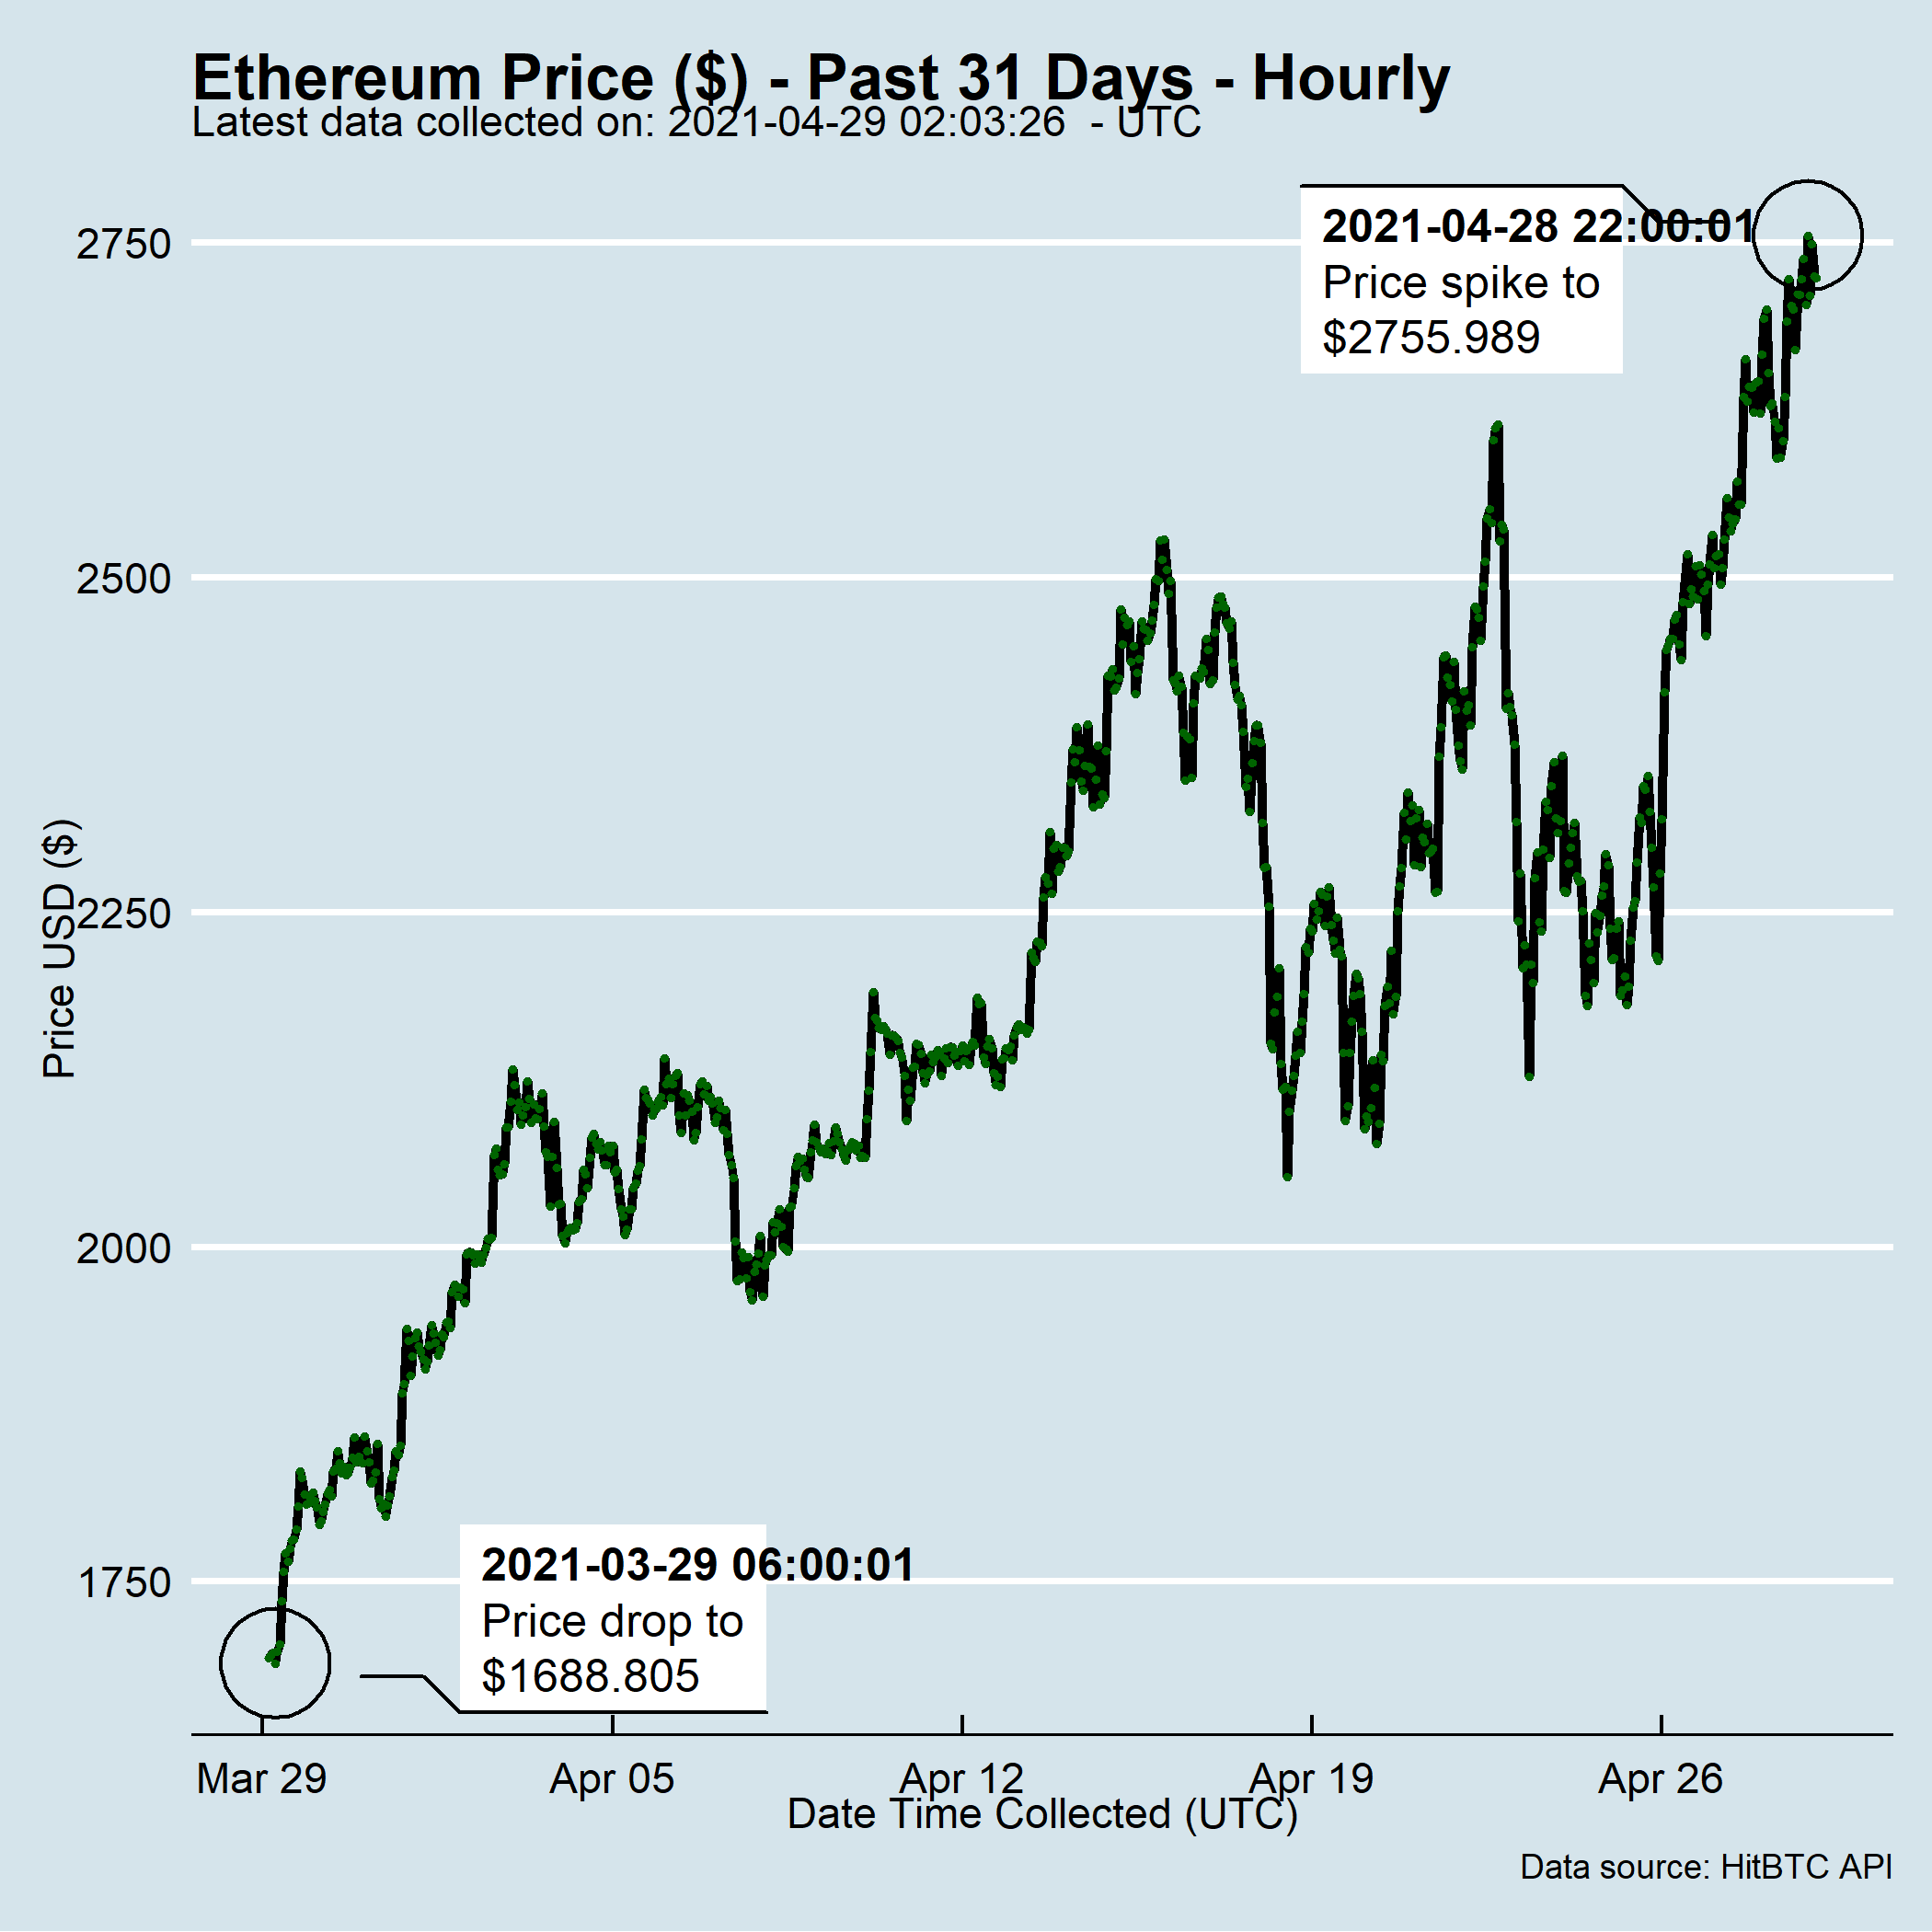 Ethereum Price ($) - Past 31 Days - Hourly
Latest data collected on: 2021-04-29 02:03:26  - UTC
2021-04-28 22:00:01
Price spike to
$2755.989
2750
2500
2250
2000
1750
Price USD ($)
2021-03-29 06:00:01
Price drop to
$1688.805
Mar 29
Apr 05
Apr 12
Apr 19
Apr 26
Date Time Collected (UTC)
Data source: HitBTC API